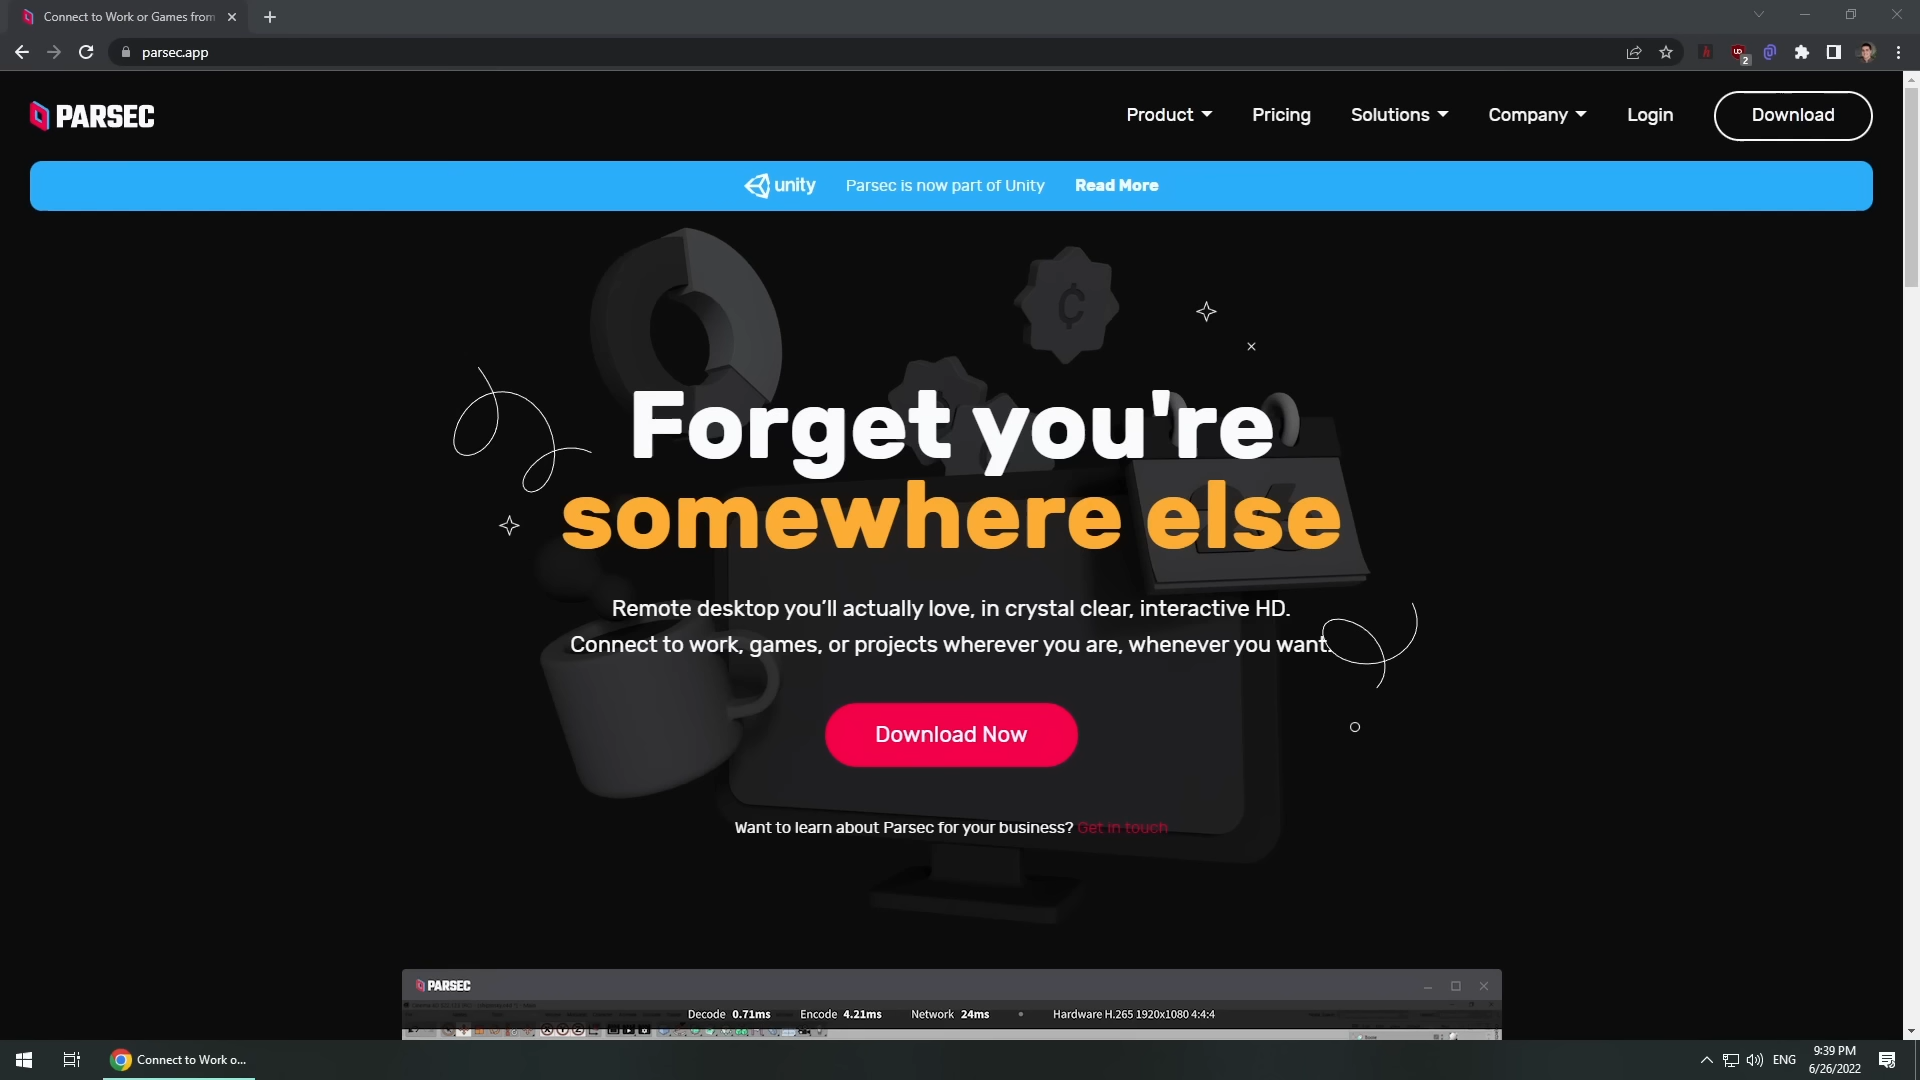 Connect to Work or Games from
parsec.app
2
PARSEC
Product
Pricing
Solutions
Company
Login
Download
unity
Parsec is now part of Unity
Read More
Forget you're
somewhere else
Remote desktop you’ll actually love, in crystal clear, interactive HD.
Connect to work, games, or projects wherever you are, whenever you want.
Download Now
Want to learn about Parsec for your business? Get in touch
PARSEC
Decode 0.71ms Encode 4.21ms Network 24ms • Hardware H.265 1920x1080 4:4:4
Connect to Work o...
ENG
9:39 PM
6/26/2022